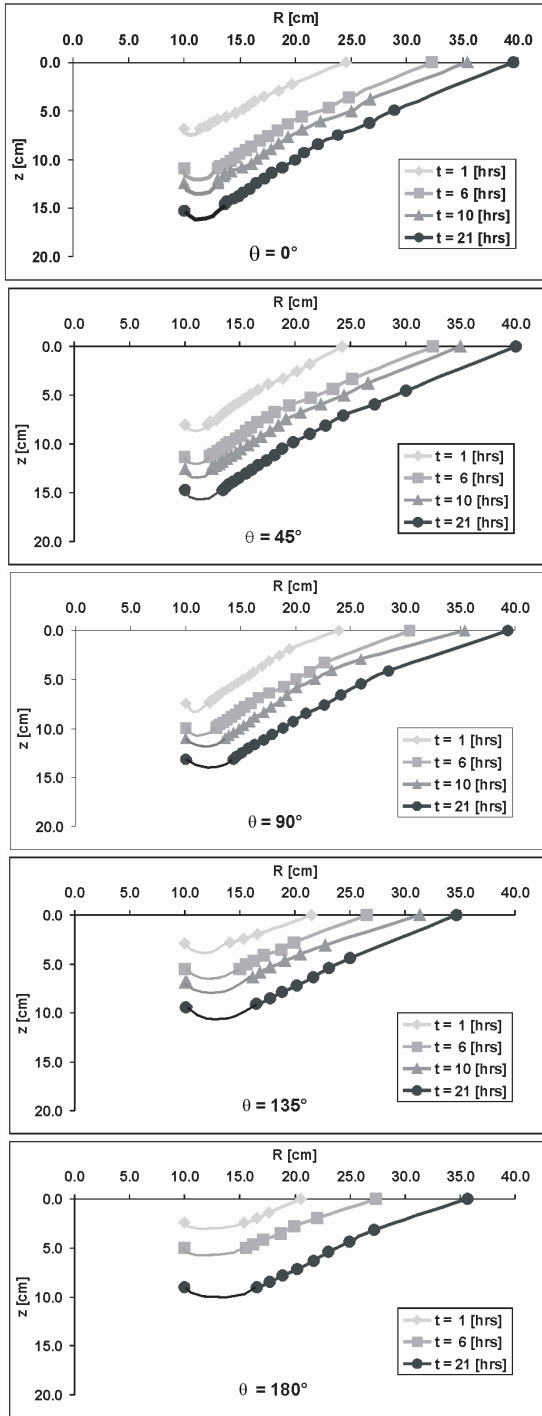 R [cm]
0.0 5.0 10.0 15.0 20.0 25.0 30.0 35.0 40.0
0.0
5.0
10.0
15.0
20.0
z [cm]
t = 1 [hrs]
t = 6 [hrs]
t = 10 [hrs]
t = 21 [hrs]
θ = 0°
R [cm]
0.0 5.0 10.0 15.0 20.0 25.0 30.0 35.0 40.0
0.0
5.0
10.0
15.0
20.0
z [cm]
t = 1 [hrs]
t = 6 [hrs]
t = 10 [hrs]
t = 21 [hrs]
θ = 45°
R [cm]
0.0 5.0 10.0 15.0 20.0 25.0 30.0 35.0 40.0
0.0
5.0
10.0
15.0
20.0
z [cm]
t = 1 [hrs]
t = 6 [hrs]
t = 10 [hrs]
t = 21 [hrs]
θ = 90°
R [cm]
0.0 5.0 10.0 15.0 20.0 25.0 30.0 35.0 40.0
0.0
5.0
10.0
15.0
20.0
z [cm]
t = 1 [hrs]
t = 6 [hrs]
t = 10 [hrs]
t = 21 [hrs]
θ = 135°
R [cm]
0.0 5.0 10.0 15.0 20.0 25.0 30.0 35.0 40.0
0.0
5.0
10.0
15.0
20.0
z [cm]
t = 1 [hrs]
t = 6 [hrs]
t = 21 [hrs]
θ = 180°